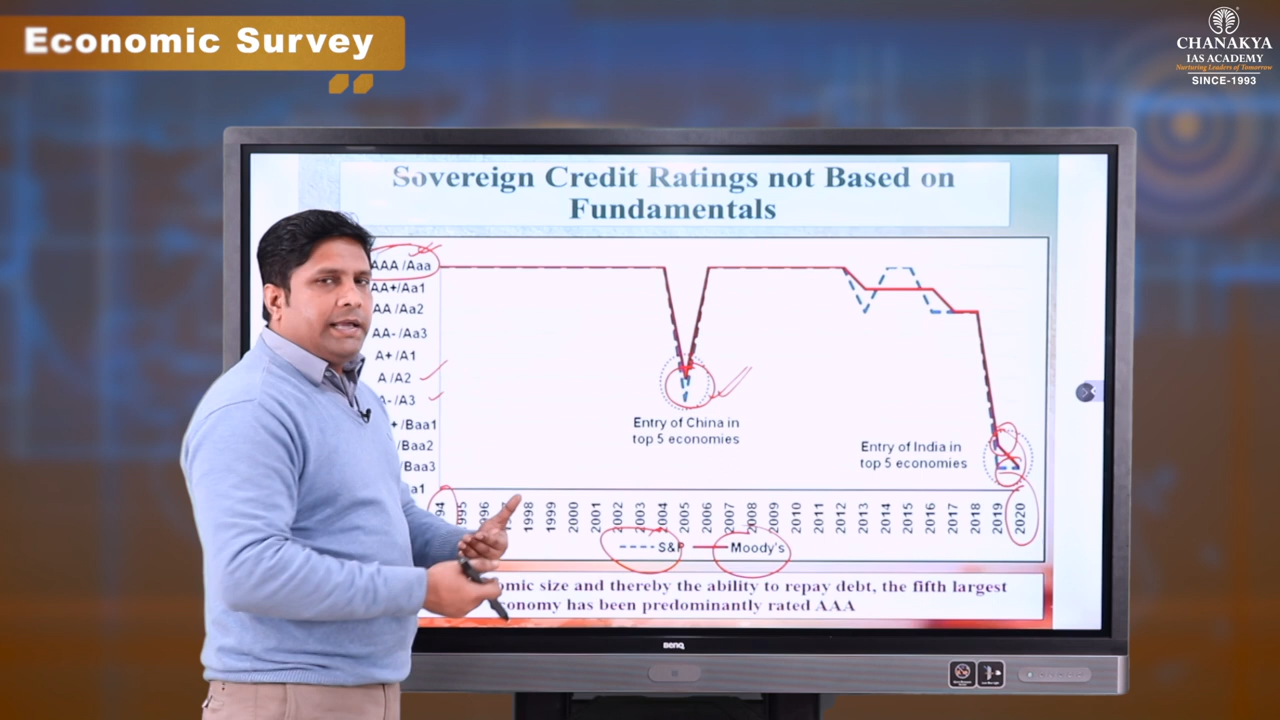 Economic Survey
CHANAKYA
IAS ACADEMY
Nurturing Leaders of Tomorrow
SINCE-1993
Sovereign Credit Ratings not Based on
Fundamentals
AAA /Aaa
AA+/Aa1
AA /Aa2
AA- /Aa3
A+ /A1
A /A2
A- /A3
+ /Baa1
/Baa2
/Baa3
a1
Entry of China in
top 5 economies
Entry of India in
top 5 economies
94 1995 1996 1997 1998 1999 2000 2001 2002 2003 2004 2005 2006 2007 2008 2009 2010 2011 2012 2013 2014 2015 2016 2017 2018 2019 2020
S&P Moody's
omic size and thereby the ability to repay debt, the fifth largest
conomy has been predominantly rated AAA
BenQ